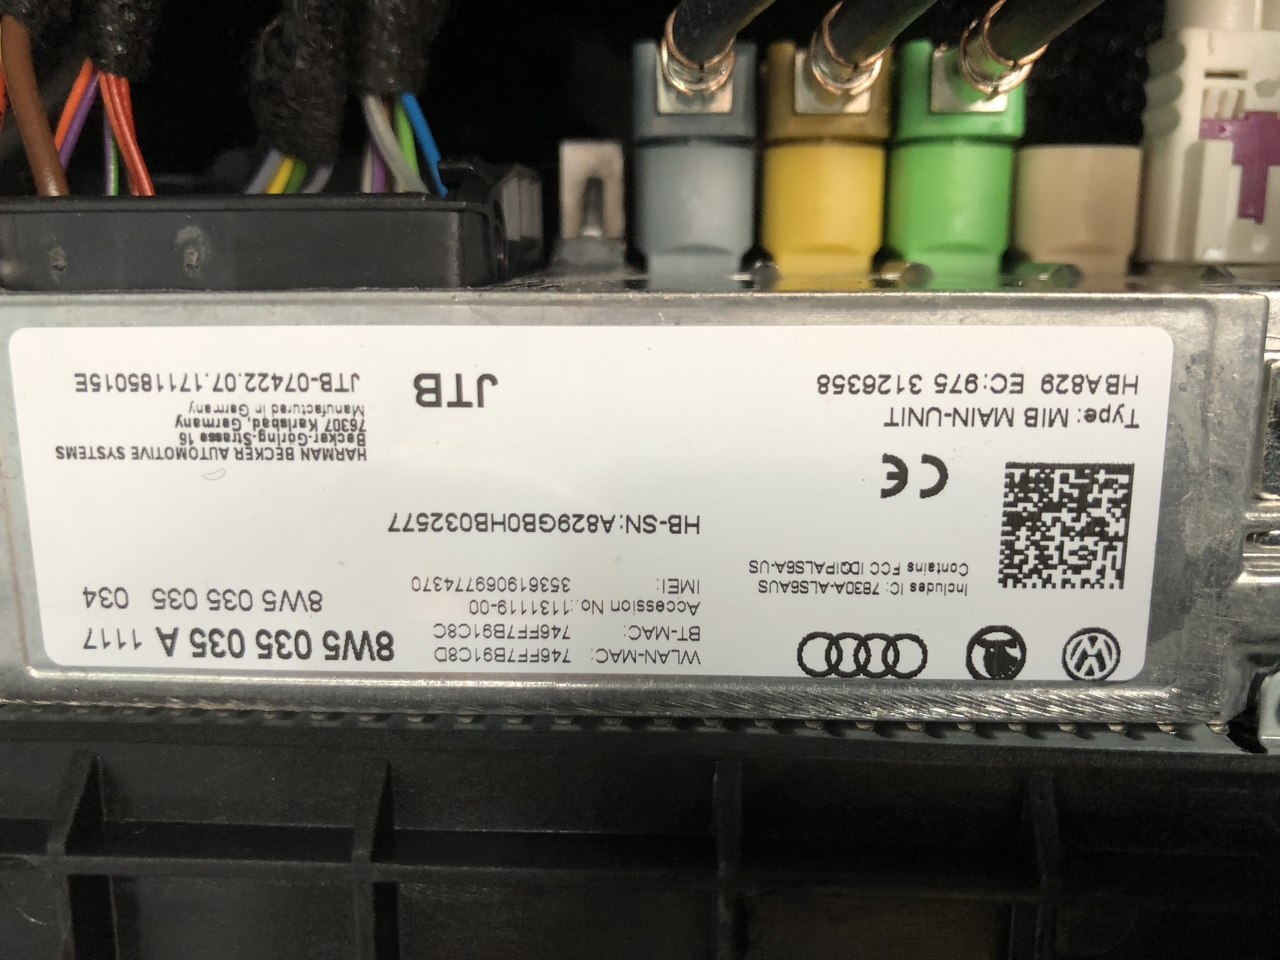 8W5 035 035 A 1117
8W5 035 035 034
WLAN-MAC: 746FF7B91C8D
BT-MAC: 746FF7B91C8C
Accession No.:1131119-00
IMEI: 353619069774370
Includes IC: 7830A-ALS6AUS
Contains FCC ID:QIPALS6A-US
HB-SN:A829GB0HB032577
CE
HARMAN BECKER AUTOMOTIVE SYSTEMS
Becker-Göring-Strasse 16
76307 Karlsbad, Germany
Manufactured in Germany
JTB-07422.07.171185015E
JTB
Type: MIB MAIN-UNIT
HBA829 EC:975 3126358